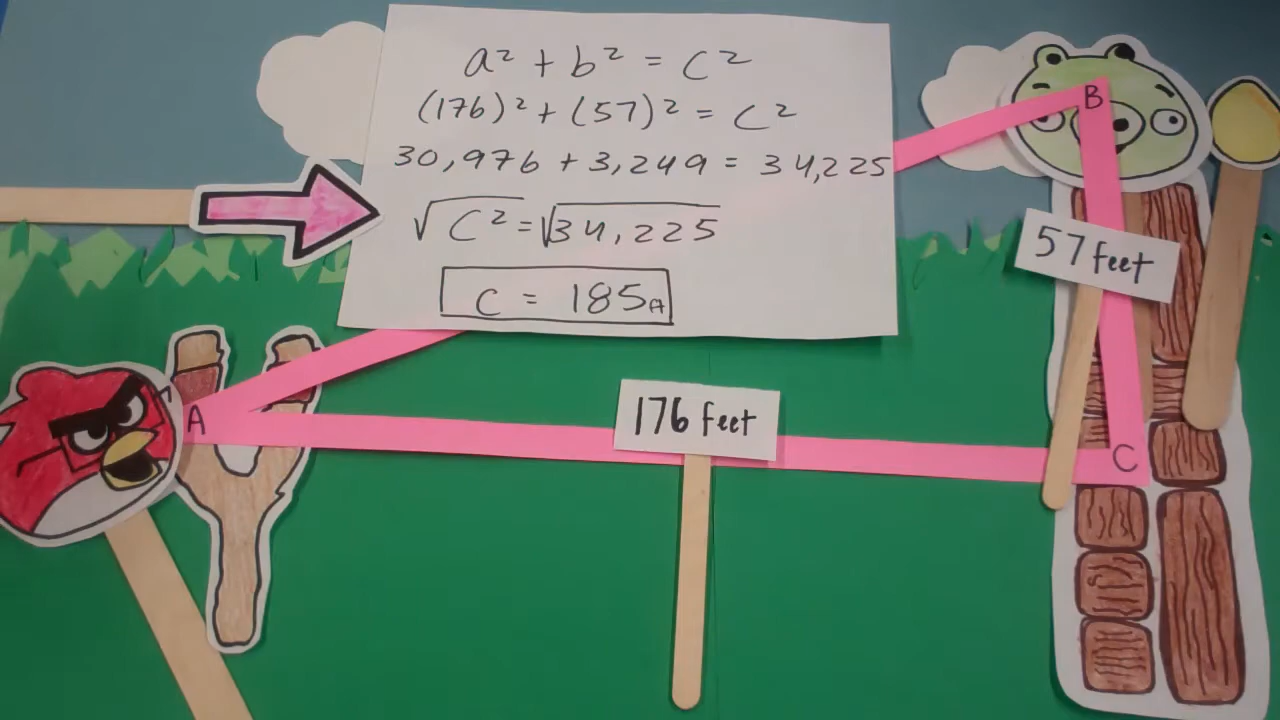 a² + b² = c²
(176)² + (57)² = c²
30,976 + 3,249 = 34,225
√c² = √34,225
c = 185ft
B
57 feet
176 feet
A
C